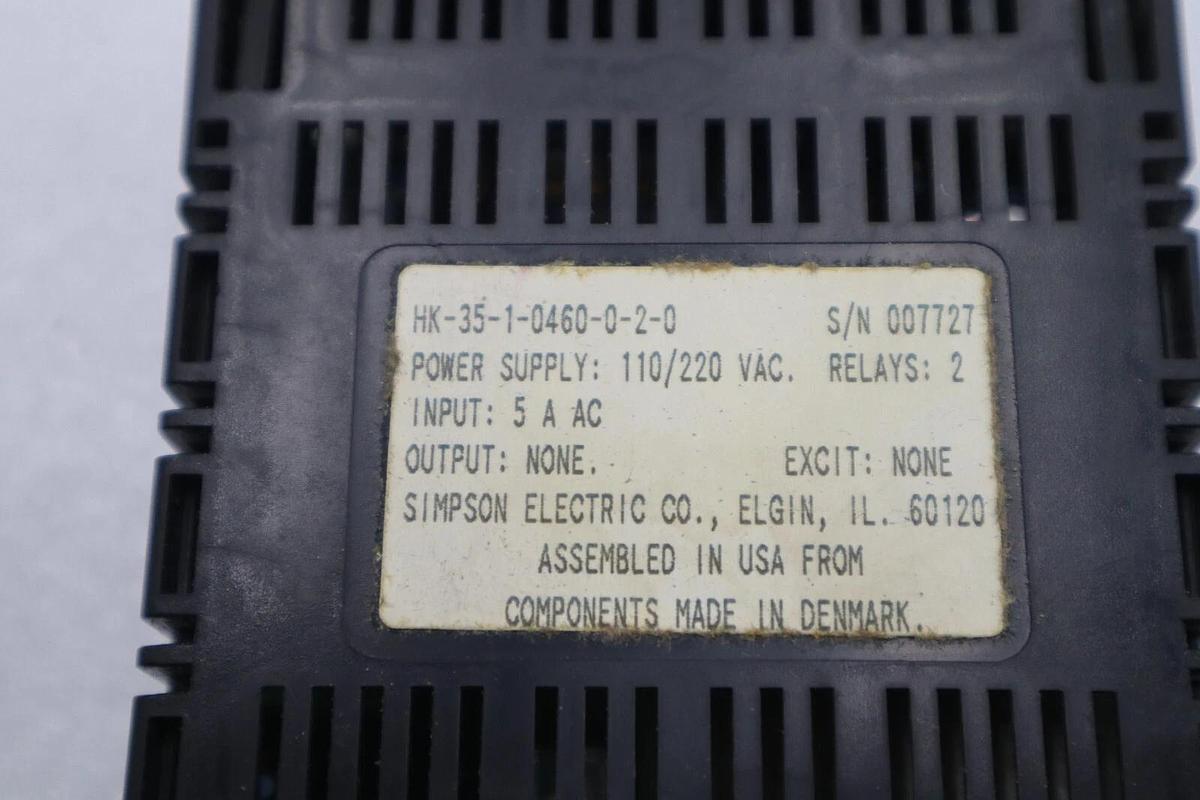 HK-35-1-0460-0-2-0 S/N 007727
POWER SUPPLY: 110/220 VAC. RELAYS: 2
INPUT: 5 A AC
OUTPUT: NONE. EXCIT: NONE
SIMPSON ELECTRIC CO., ELGIN, IL. 60120
ASSEMBLED IN USA FROM
COMPONENTS MADE IN DENMARK.